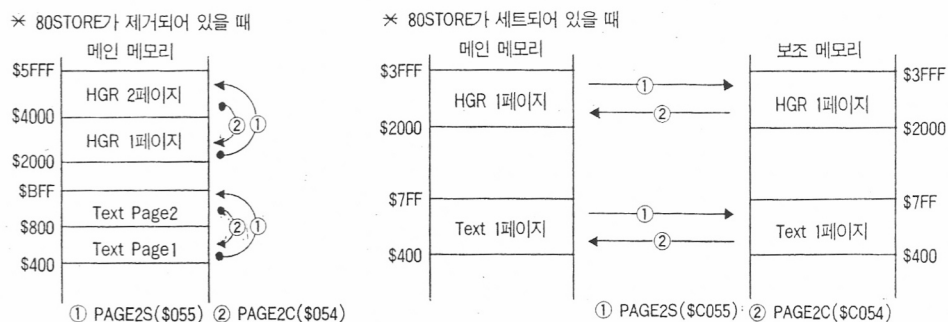 * 80STORE가 제거되어 있을 때
메인 메모리
$5FFF
HGR 2페이지
$4000
② ①
HGR 1페이지
$2000
$BFF
Text Page2
$800
② ①
Text Page1
$400
① PAGE2S($055) ② PAGE2C($054)
* 80STORE가 세트되어 있을 때
메인 메모리
보조 메모리
$3FFF
①
$3FFF
HGR 1페이지
②
HGR 1페이지
$2000
$2000
$7FF
①
$7FF
Text 1페이지
②
Text 1페이지
$400
$400
① PAGE2S($C055) ② PAGE2C($C054)